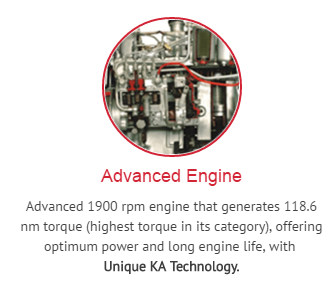 Advanced Engine
Advanced 1900 rpm engine that generates 118.6
nm torque (highest torque in its category), offering
optimum power and long engine life, with
Unique KA Technology.